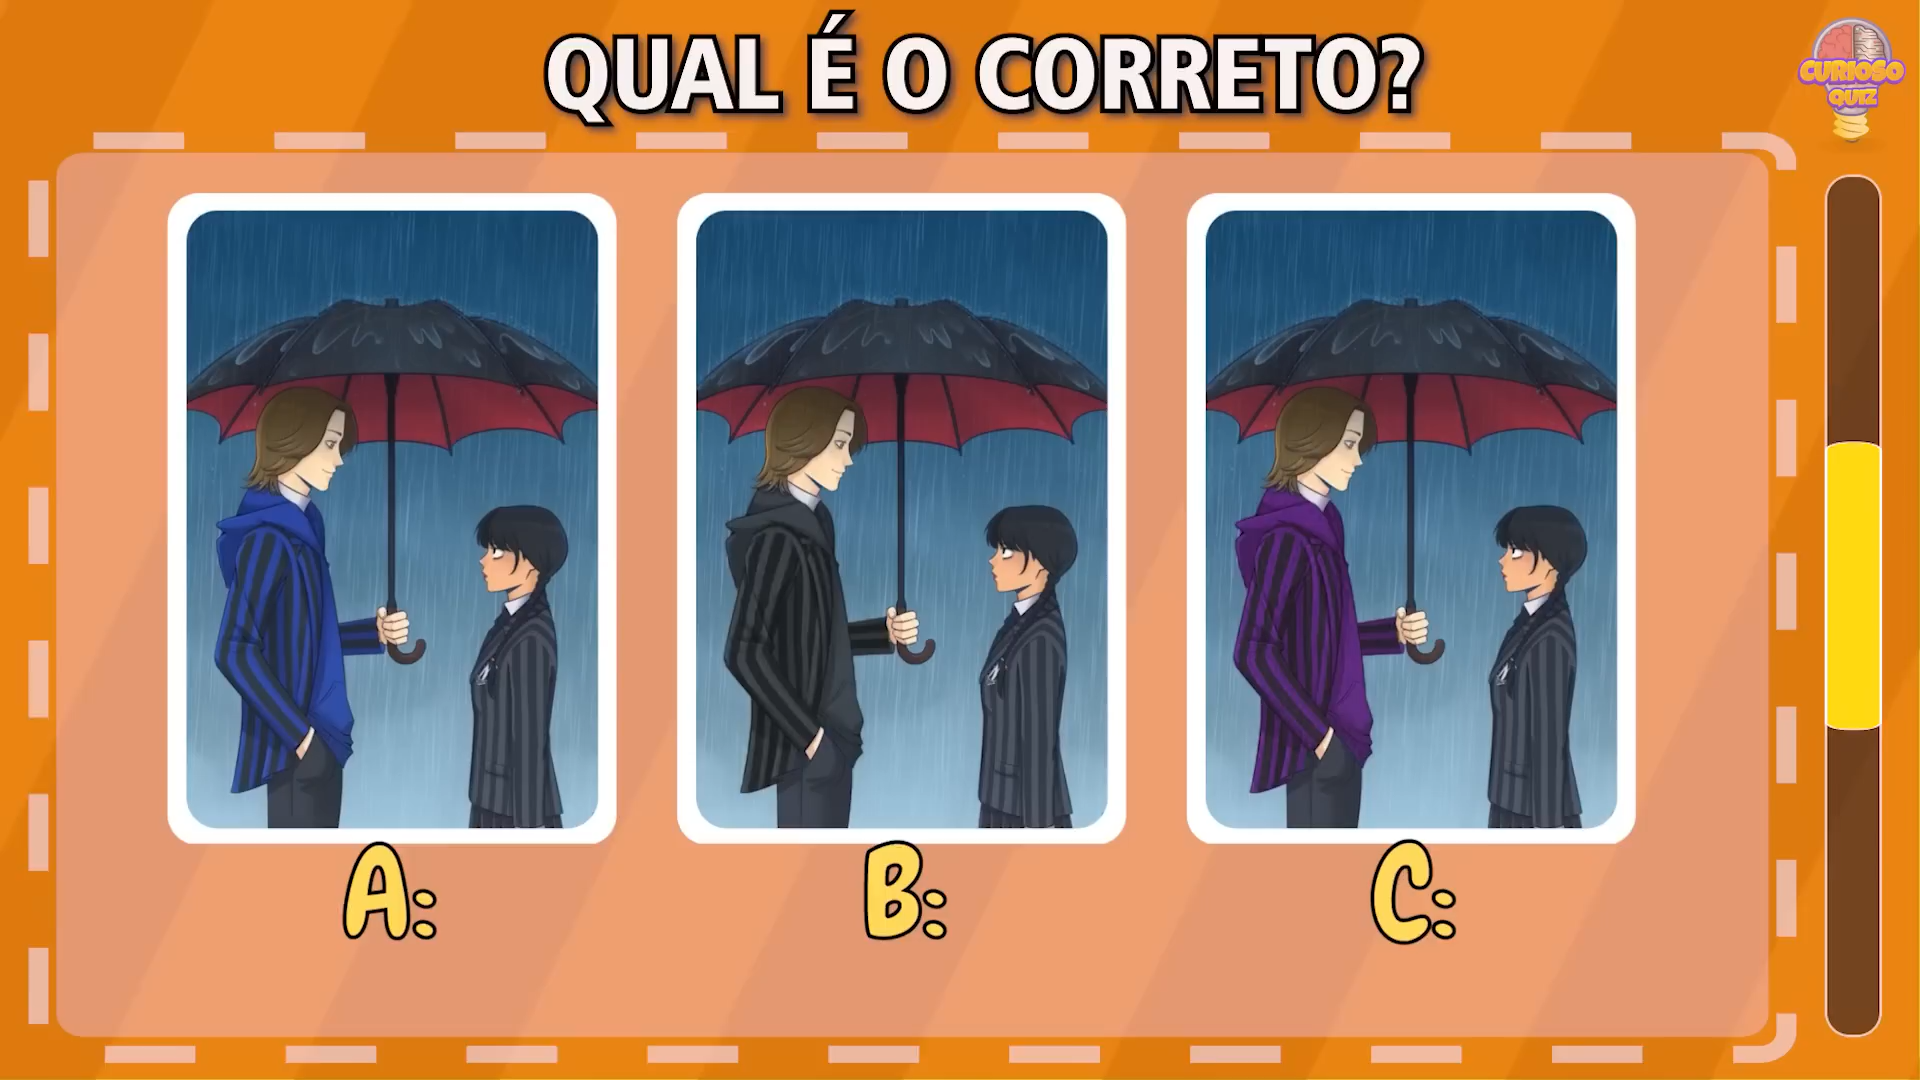 QUAL É O CORRETO?
CURIOSO
QUIZ
A:
B:
C: